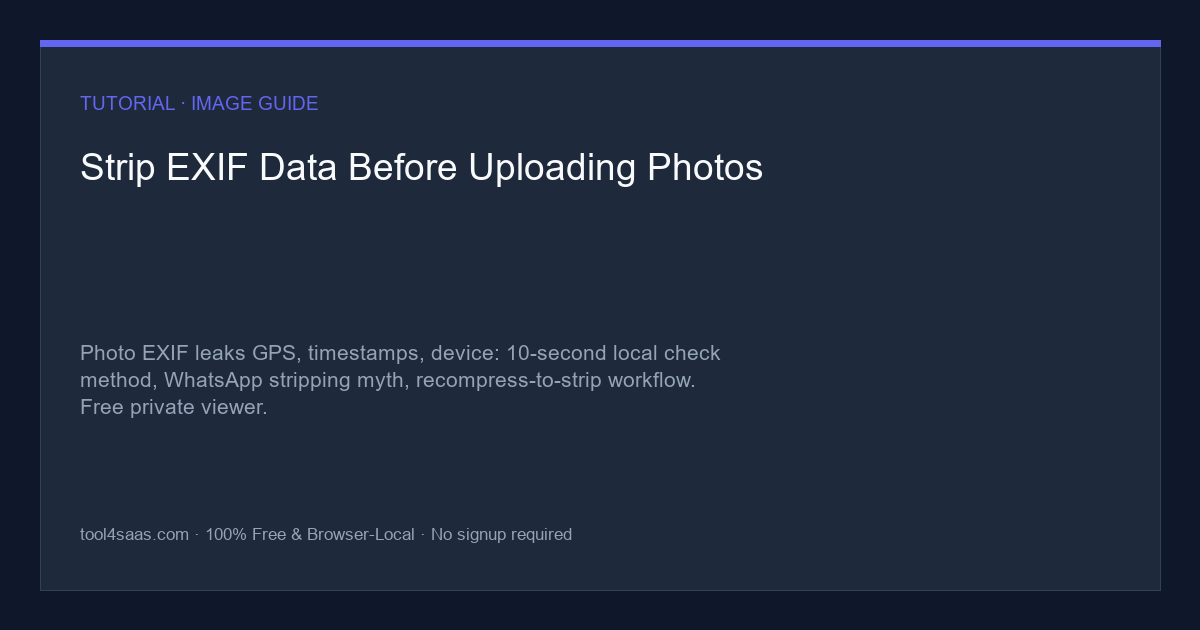 TUTORIAL · IMAGE GUIDE
Strip EXIF Data Before Uploading Photos
Photo EXIF leaks GPS, timestamps, device: 10-second local check
method, WhatsApp stripping myth, recompress-to-strip workflow.
Free private viewer.
tool4saas.com · 100% Free & Browser-Local · No signup required